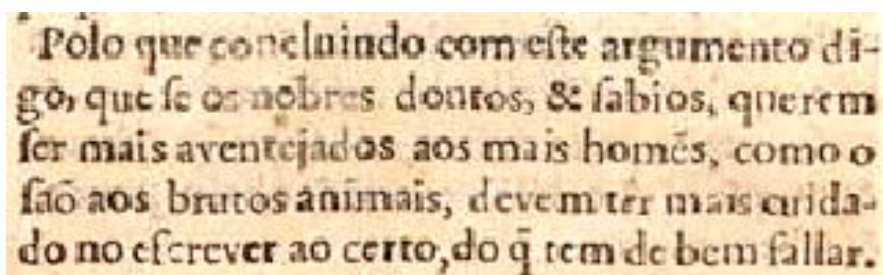 Polo que concluindo com eſte argumento di-
go, que ſe os nobres doutos, & ſabios, querem
ſer mais aventejados aos mais homẽs, como o
ſaõ aos brutos animais, devem ter mais cuida-
do no eſcrever ao certo, do q̃ tem de bem fallar.